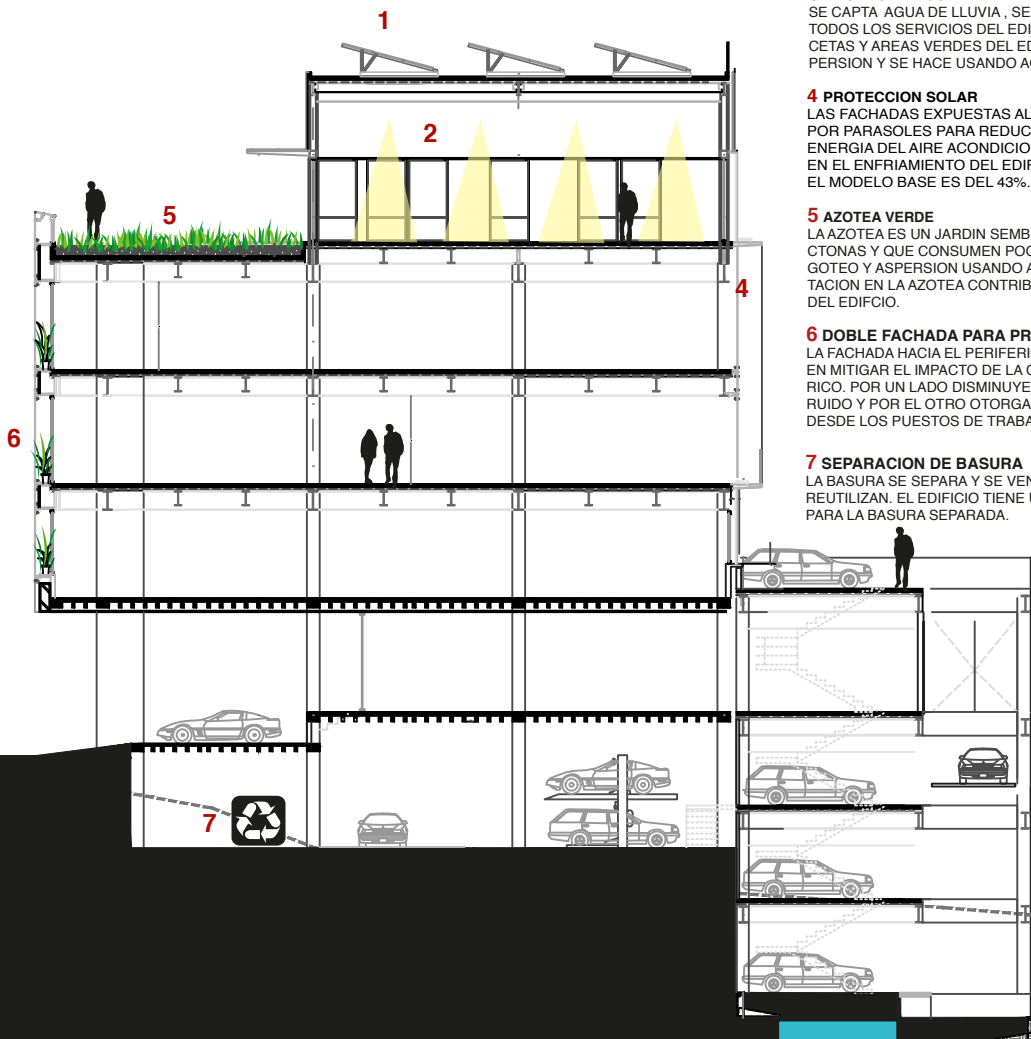 1
2
5
4
6
7
SE CAPTA AGUA DE LLUVIA , SE
TODOS LOS SERVICIOS DEL EDI
CETAS Y AREAS VERDES DEL ED
PERSION Y SE HACE USANDO AG
4 PROTECCION SOLAR
LAS FACHADAS EXPUESTAS AL
POR PARASOLES PARA REDUC
ENERGIA DEL AIRE ACONDICIO
EN EL ENFRIAMIENTO DEL EDIF
EL MODELO BASE ES DEL 43%.
5 AZOTEA VERDE
LA AZOTEA ES UN JARDIN SEMB
CTONAS Y QUE CONSUMEN POC
GOTEO Y ASPERSION USANDO A
TACION EN LA AZOTEA CONTRIB
DEL EDIFCIO.
6 DOBLE FACHADA PARA PR
LA FACHADA HACIA EL PERIFERI
EN MITIGAR EL IMPACTO DE LA
RICO. POR UN LADO DISMINUYE
RUIDO Y POR EL OTRO OTORGA
DESDE LOS PUESTOS DE TRABA
7 SEPARACION DE BASURA
LA BASURA SE SEPARA Y SE VEN
REUTILIZAN. EL EDIFICIO TIENE
PARA LA BASURA SEPARADA.